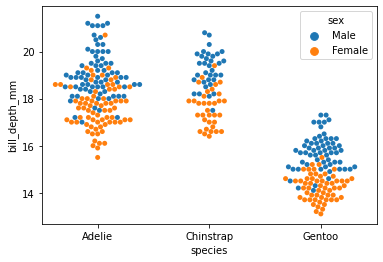 sex
Male
Female
bill_depth_mm
20
18
16
14
Adelie
Chinstrap
Gentoo
species